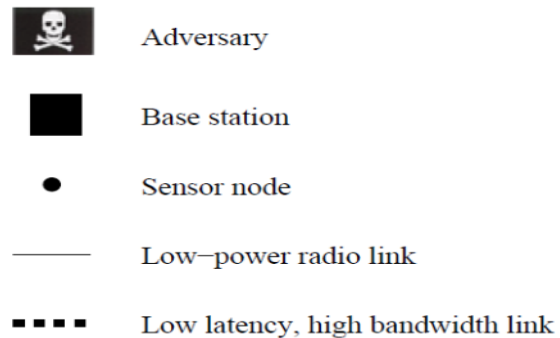 Adversary
Base station
Sensor node
Low−power radio link
Low latency, high bandwidth link